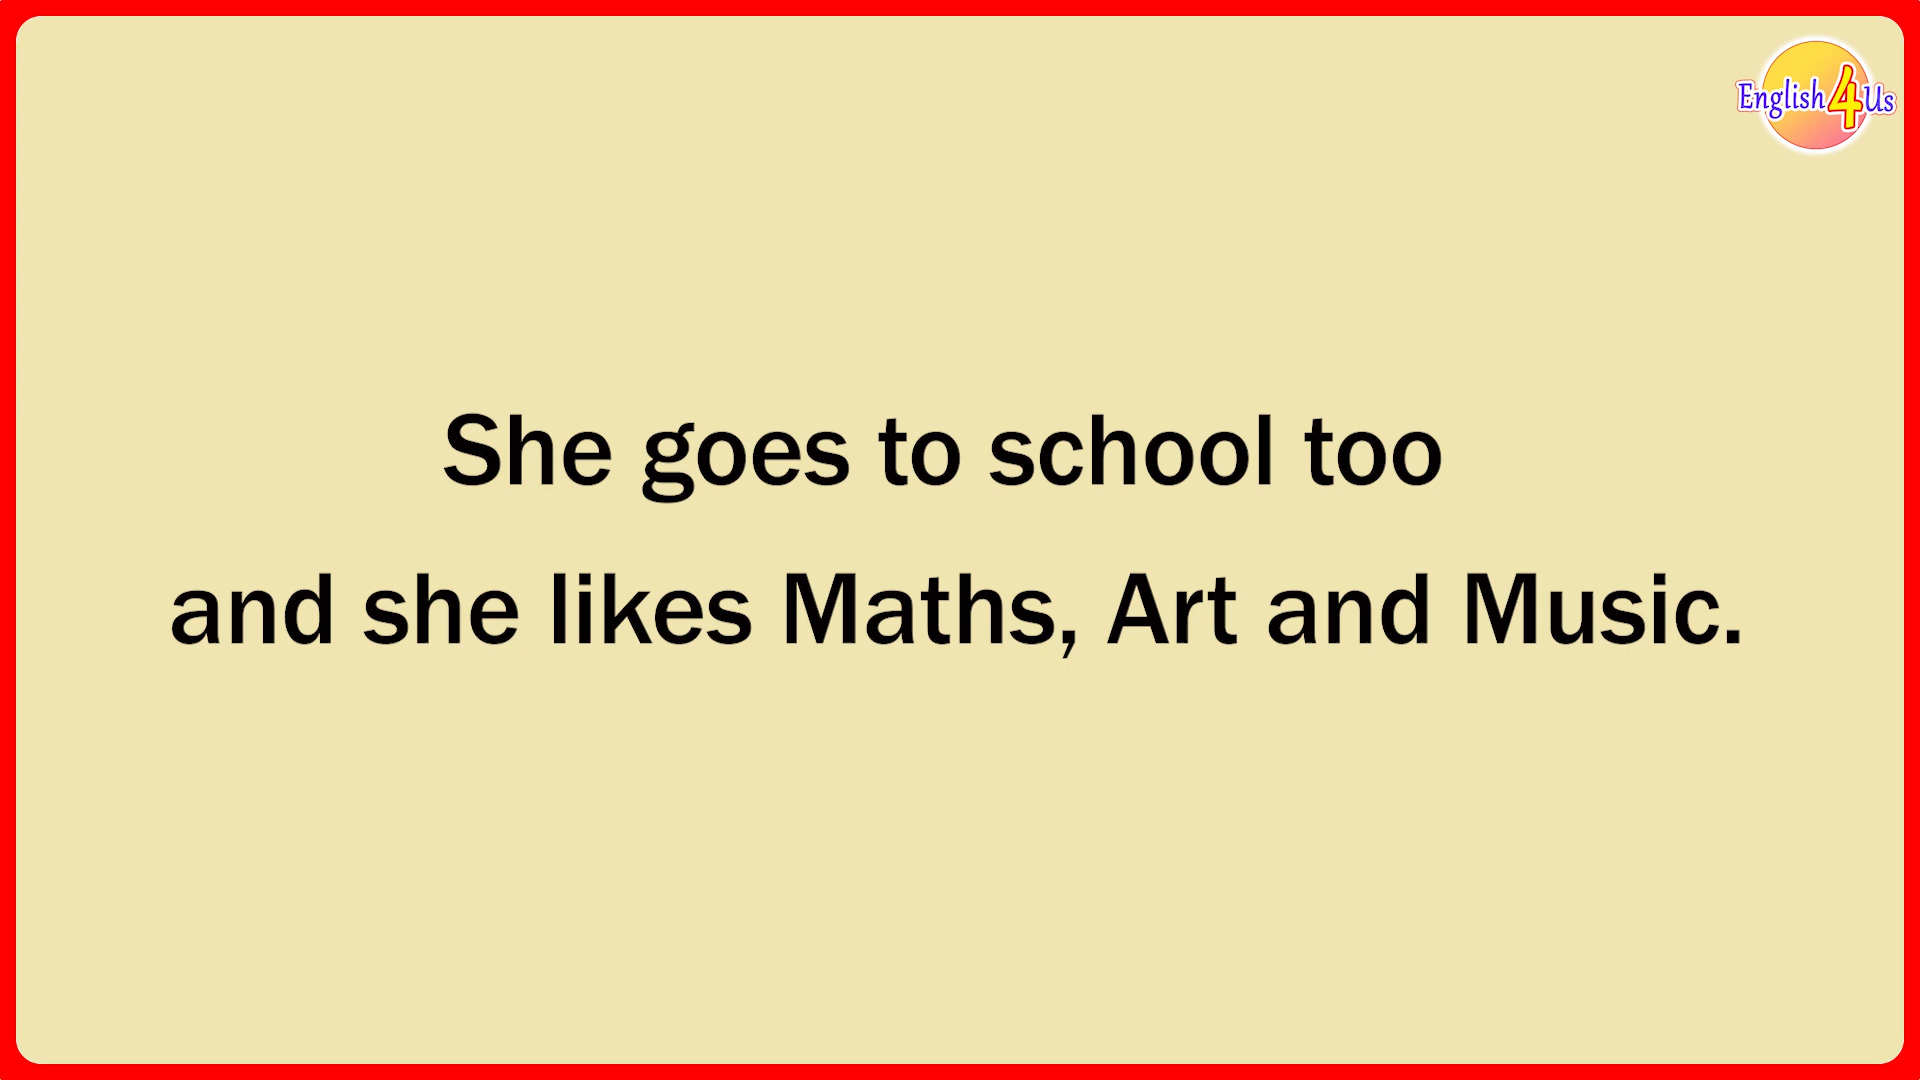 English4Us
She goes to school too
and she likes Maths, Art and Music.